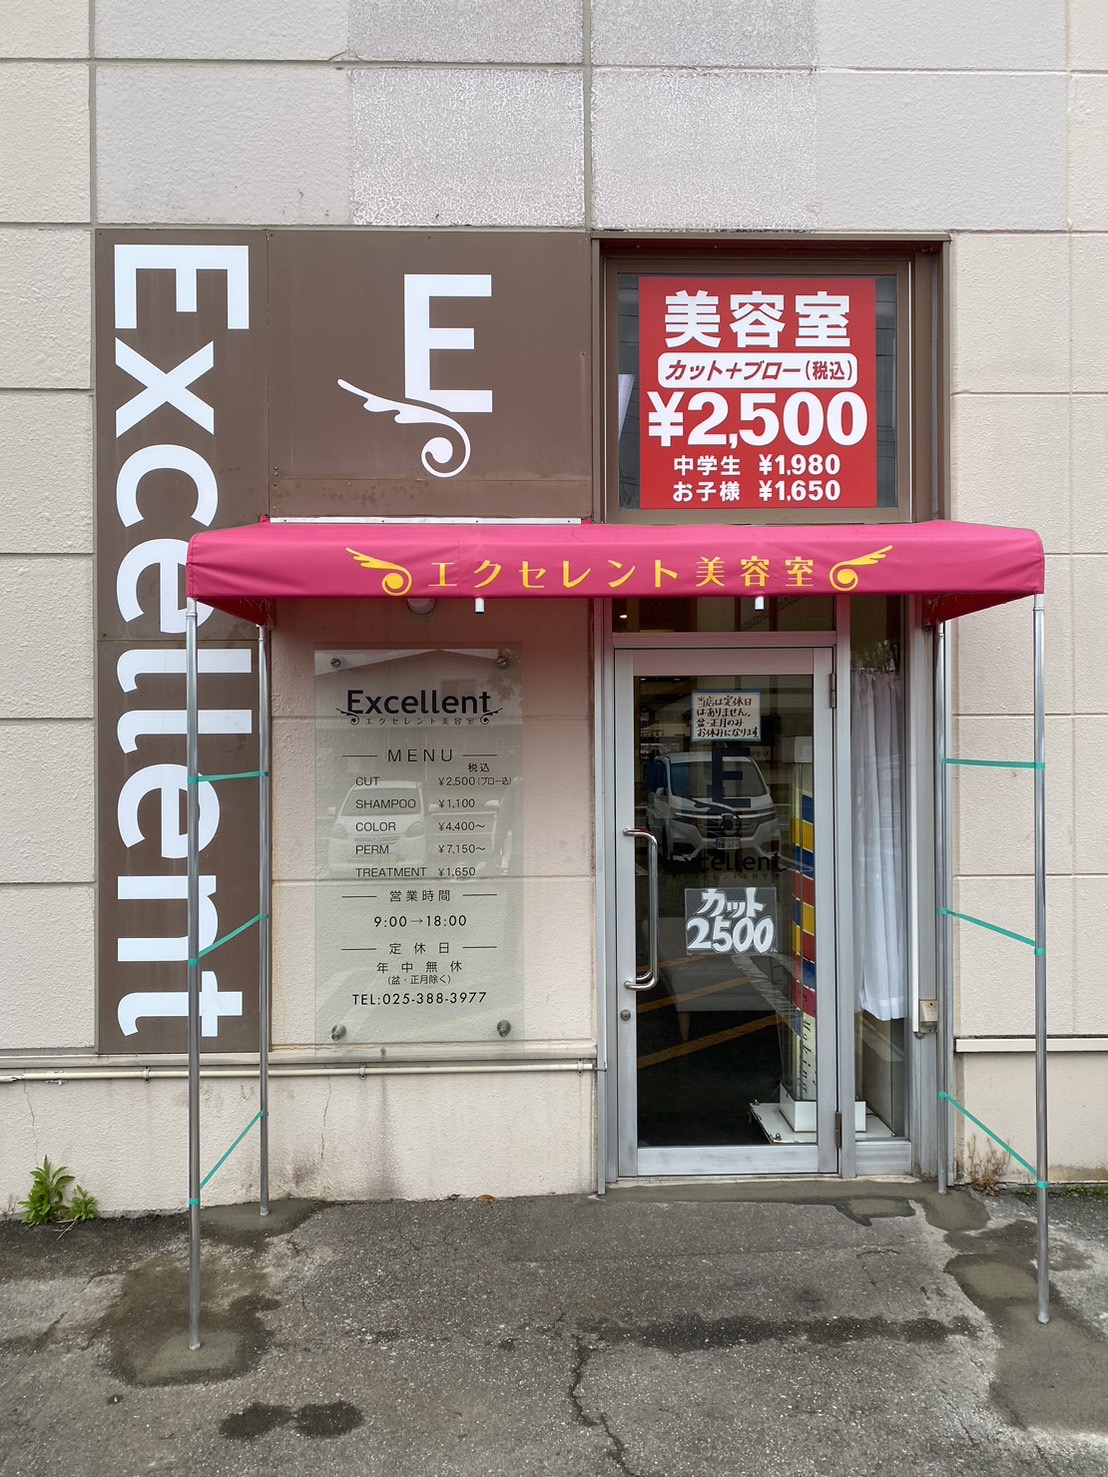 Excellent
E
美容室
カット+ブロー(税込)
¥2,500
中学生 ¥1,980
お子様 ¥1,650
エクセレント美容室
Excellent
エクセレント美容室
MENU
税込
CUT ¥2,500(ブロー込)
SHAMPOO ¥1,100
COLOR ¥4,400～
PERM ¥7,150～
TREATMENT ¥1,650
営業時間
9:00→18:00
定休日
年中無休
(盆・正月除く)
TEL:025-388-3977
当店は定休日
はありません。
盆・正月のみ
お休みになります
E
Excellent
カット
2500